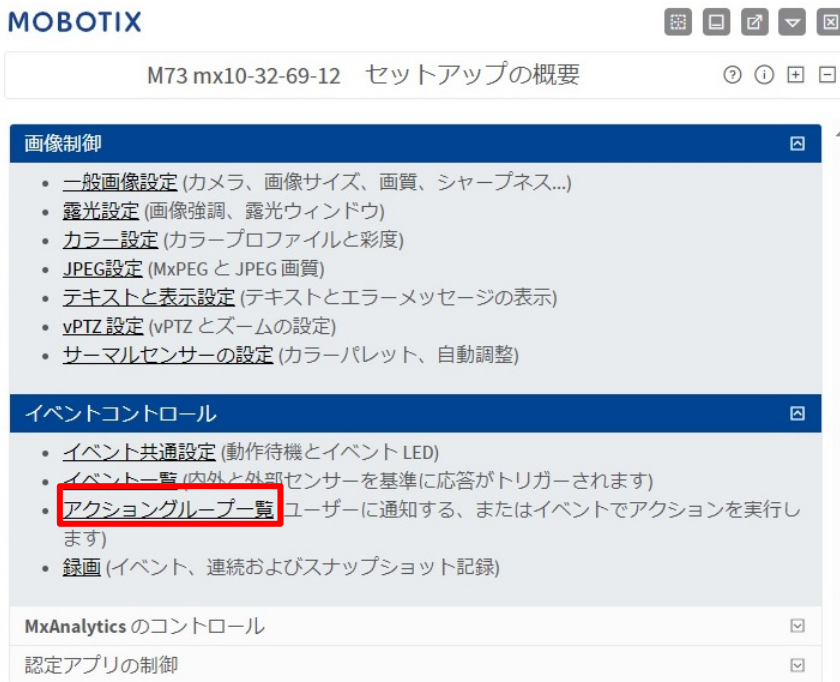 MOBOTIX
M73 mx10-32-69-12 セットアップの概要
画像制御
• 一般画像設定 (カメラ、画像サイズ、画質、シャープネス...)
• 露光設定 (画像強調、露光ウィンドウ)
• カラー設定 (カラープロファイルと彩度)
• JPEG設定 (MxPEG と JPEG 画質)
• テキストと表示設定 (テキストとエラーメッセージの表示)
• vPTZ 設定 (vPTZ とズームの設定)
• サーマルセンサーの設定 (カラーパレット、自動調整)
イベントコントロール
• イベント共通設定 (動作待機とイベント LED)
• イベント一覧 (内外と外部センサーを基準に応答がトリガーされます)
• アクショングループ一覧 ユーザーに通知する、またはイベントでアクションを実行し
ます)
• 録画 (イベント、連続およびスナップショット記録)
MxAnalytics のコントロール
認定アプリの制御